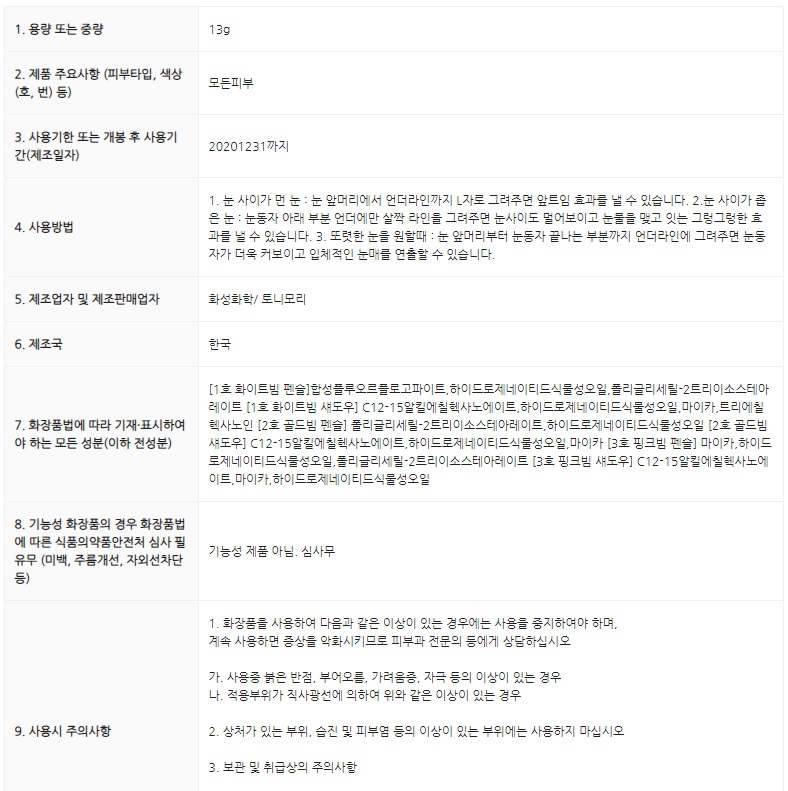 1. 용량 또는 중량
13g
2. 제품 주요사항 (피부타입, 색상
(호, 번) 등)
모든피부
3. 사용기한 또는 개봉 후 사용기
간(제조일자)
20201231까지
4. 사용방법
1. 눈 사이가 먼 눈 : 눈 앞머리에서 언더라인까지 L자로 그려주면 앞트임 효과를 낼 수 있습니다. 2.눈 사이가 좁
은 눈 : 눈동자 아래 부분 언더에만 살짝 라인을 그려주면 눈사이도 멀어보이고 눈물을 맺고 잇는 그렁그렁한 효
과를 낼 수 있습니다. 3. 또렷한 눈을 원할때 : 눈 앞머리부터 눈동자 끝나는 부분까지 언더라인에 그려주면 눈동
자가 더욱 커보이고 입체적인 눈매를 연출할 수 있습니다.
5. 제조업자 및 제조판매업자
화성화학/ 토니모리
6. 제조국
한국
7. 화장품법에 따라 기재·표시하여
야 하는 모든 성분(이하 전성분)
[1호 화이트빔 펜슬]합성플루오르플로고파이트,하이드로제네이티드식물성오일,폴리글리세릴-2트리이소스테아
레이트 [1호 화이트빔 섀도우] C12-15알킬에칠헥사노에이트,하이드로제네이티드식물성오일,마이카,트리에칠
헥사노인 [2호 골드빔 펜슬] 폴리글리세릴-2트리이소스테아레이트,하이드로제네이티드식물성오일 [2호 골드빔
섀도우] C12-15알킬에칠헥사노에이트,하이드로제네이티드식물성오일,마이카 [3호 핑크빔 펜슬] 마이카,하이드
로제네이티드식물성오일,폴리글리세릴-2트리이소스테아레이트 [3호 핑크빔 섀도우] C12-15알킬에칠헥사노에
이트,마이카,하이드로제네이티드식물성오일
8. 기능성 화장품의 경우 화장품법
에 따른 식품의약품안전처 심사 필
유무 (미백, 주름개선, 자외선차단
등)
기능성 제품 아님. 심사무
9. 사용시 주의사항
1. 화장품을 사용하여 다음과 같은 이상이 있는 경우에는 사용을 중지하여야 하며,
계속 사용하면 증상을 악화시키므로 피부과 전문의 등에게 상담하십시오
가. 사용중 붉은 반점, 부어오름, 가려움증, 자극 등의 이상이 있는 경우
나. 적용부위가 직사광선에 의하여 위와 같은 이상이 있는 경우
2. 상처가 있는 부위, 습진 및 피부염 등의 이상이 있는 부위에는 사용하지 마십시오
3. 보관 및 취급상의 주의사항